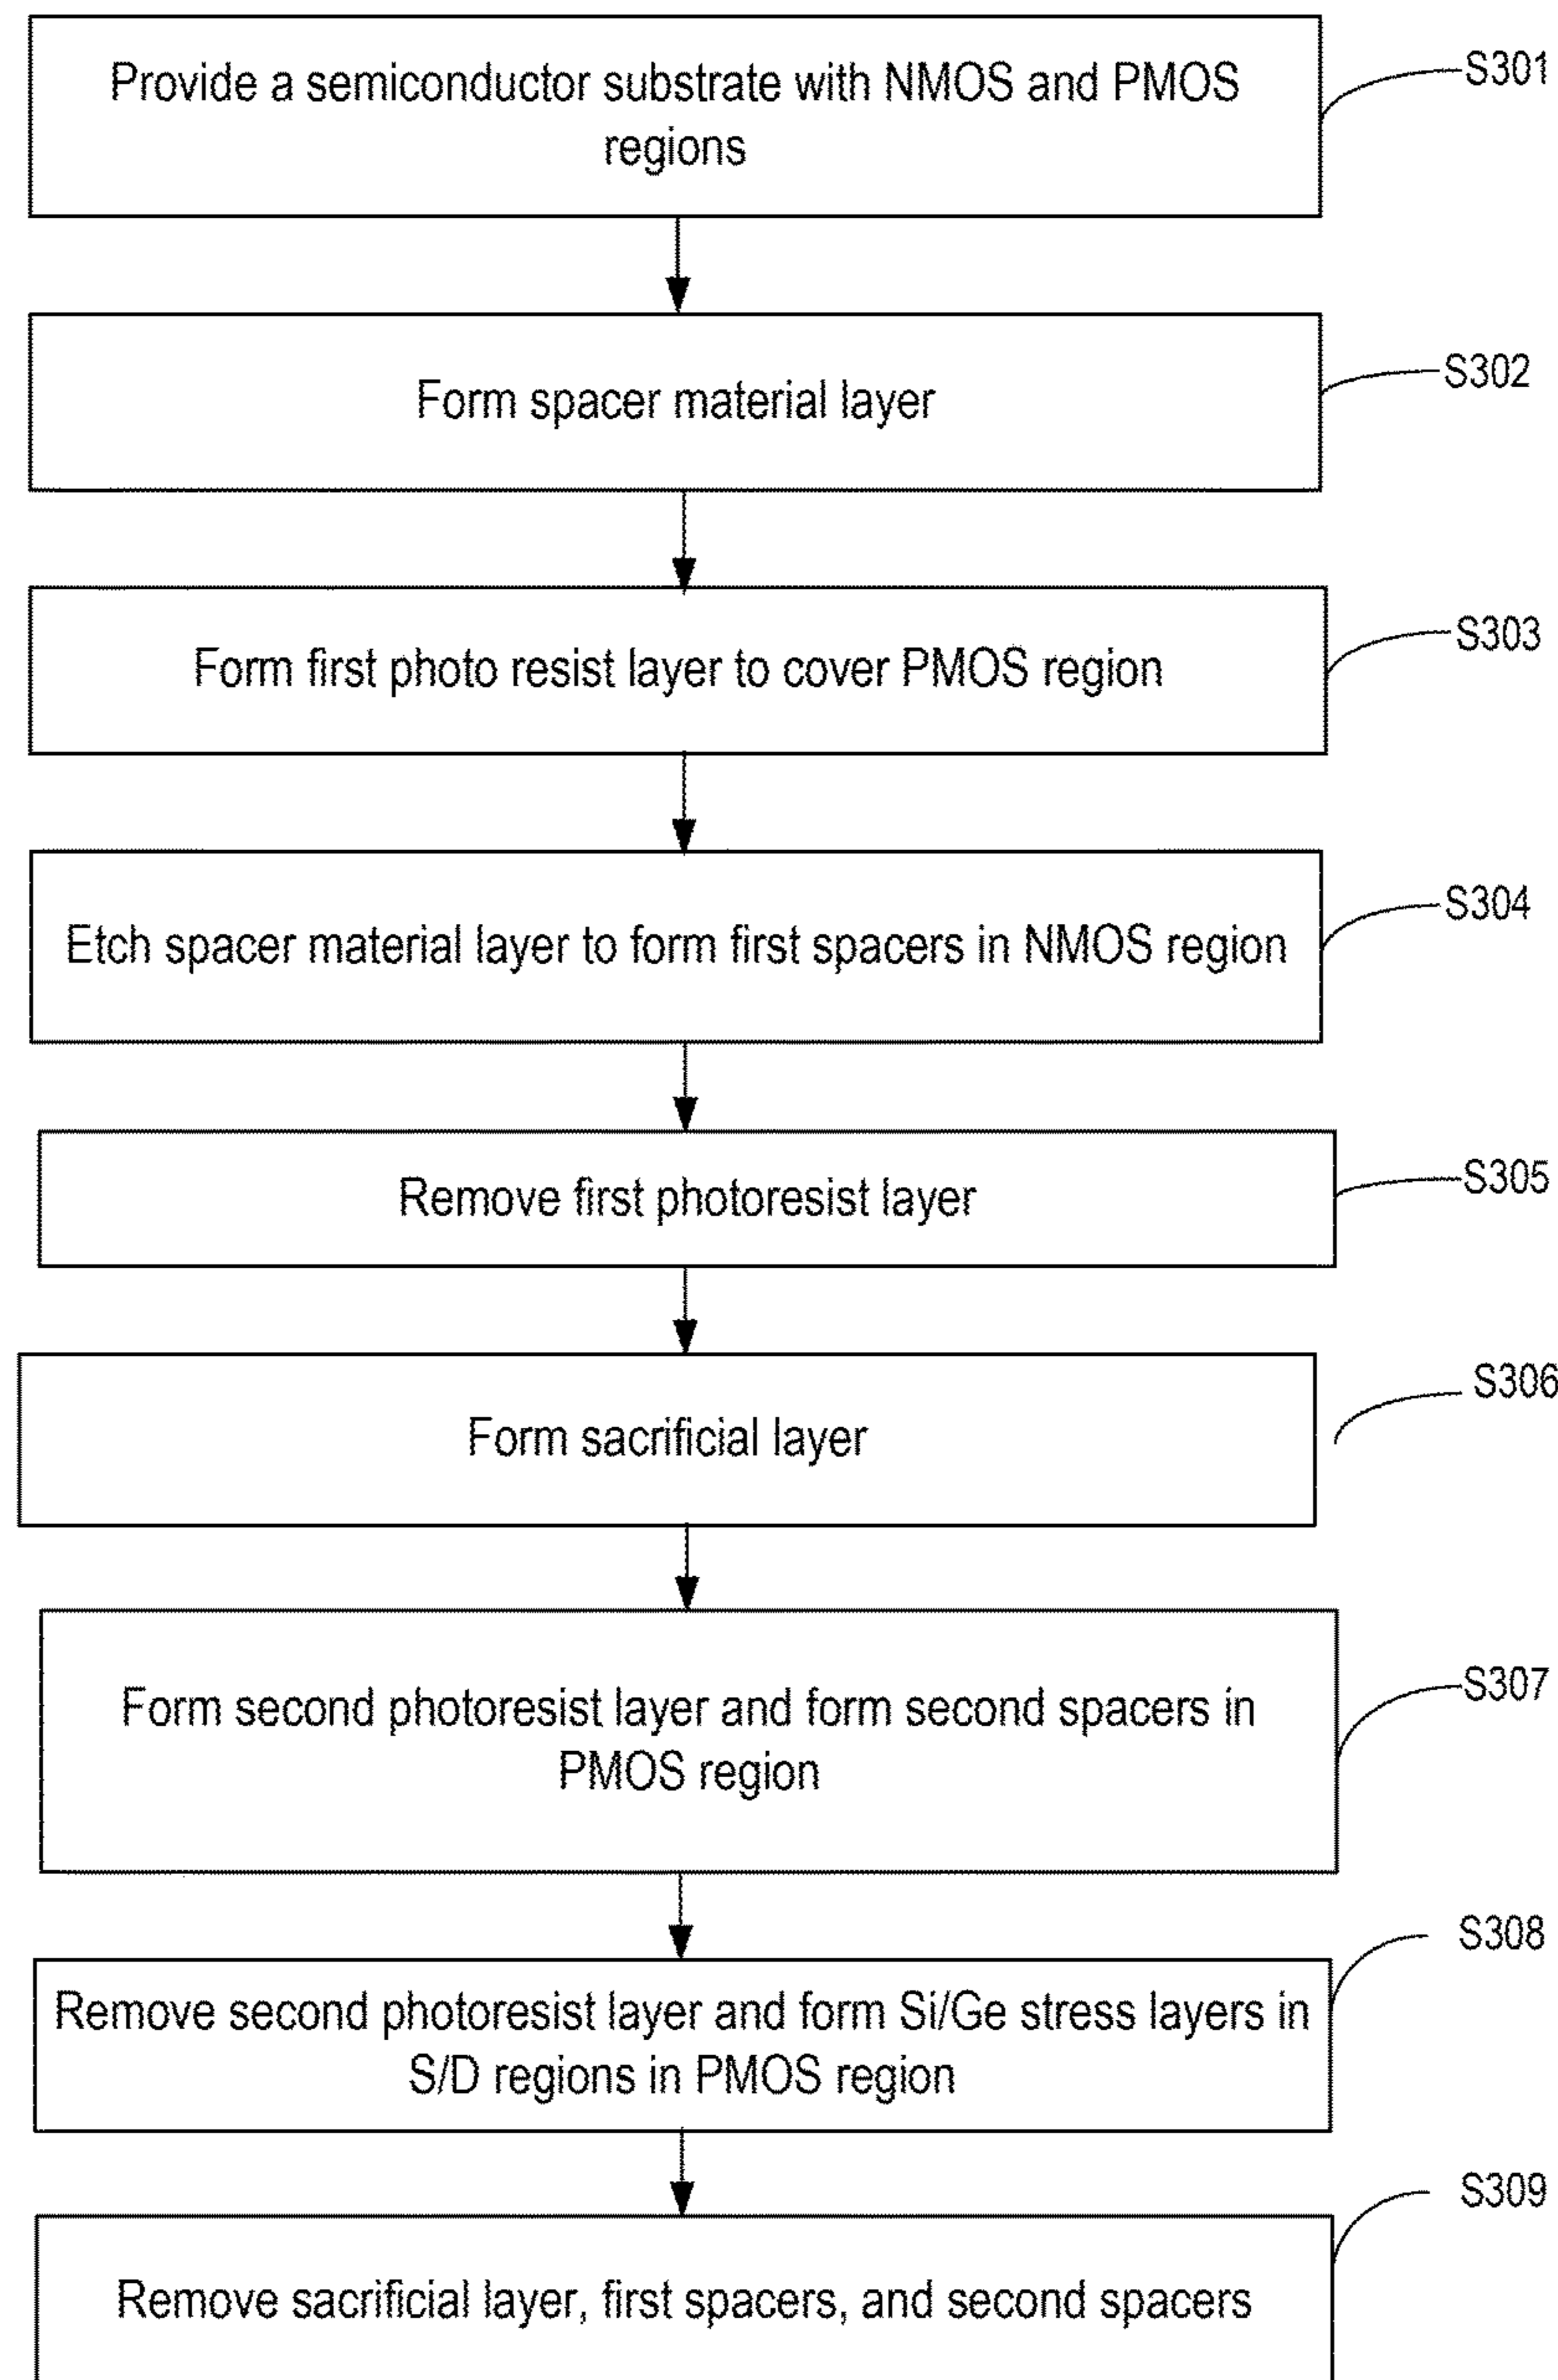 Provide a semiconductor substrate with NMOS and PMOS
regions
S301
Form spacer material layer
S302
Form first photo resist layer to cover PMOS region
S303
Etch spacer material layer to form first spacers in NMOS region
S304
Remove first photoresist layer
S305
Form sacrificial layer
S306
Form second photoresist layer and form second spacers in
PMOS region
S307
Remove second photoresist layer and form Si/Ge stress layers in
S/D regions in PMOS region
S308
Remove sacrificial layer, first spacers, and second spacers
S309